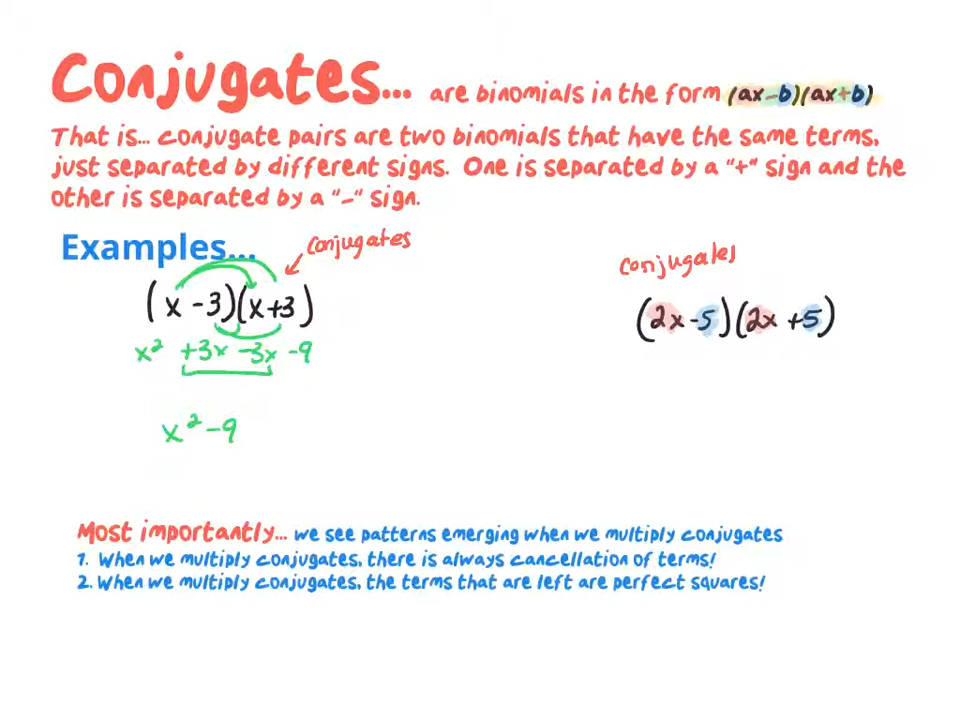 Conjugates... are binomials in the form (ax-b)(ax+b)
That is... conjugate pairs are two binomials that have the same terms,
just separated by different signs. One is separated by a "+" sign and the
other is separated by a "-" sign.
Examples...
conjugates
(x -3)(x+3)
x² +3x -3x -9
x² -9
conjugates
(2x -5)(2x +5)
Most importantly... we see patterns emerging when we multiply conjugates
1. When we multiply conjugates, there is always cancellation of terms!
2. When we multiply conjugates, the terms that are left are perfect squares!